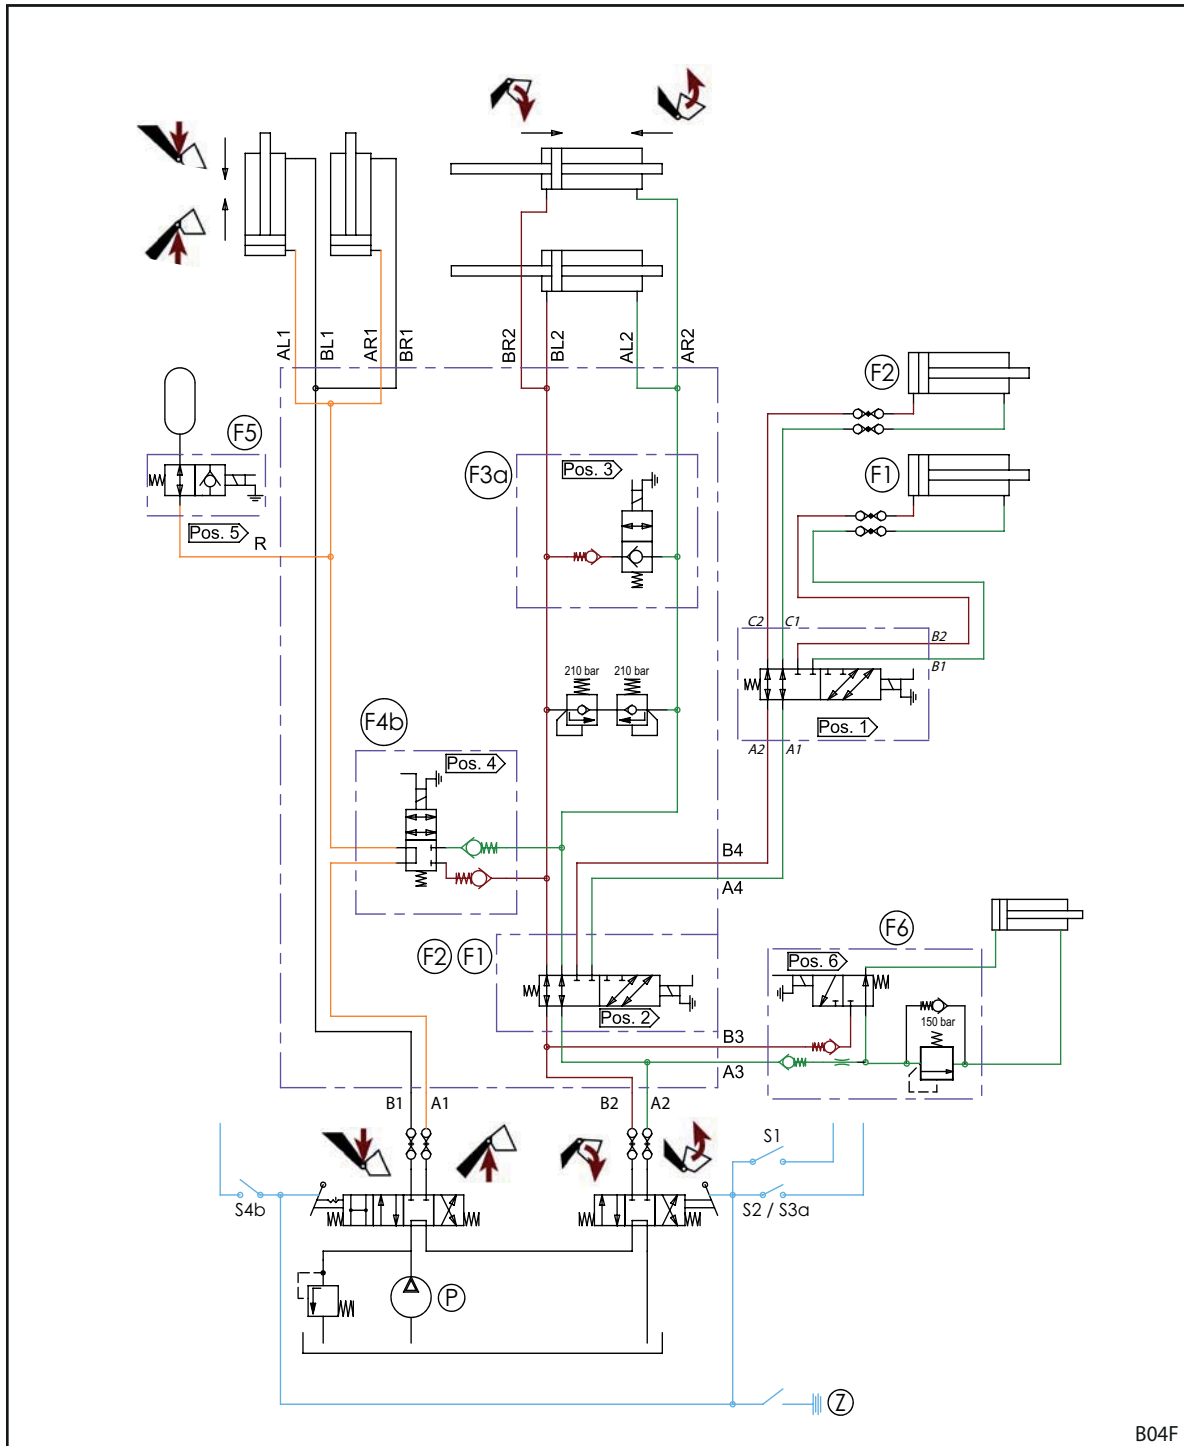 AL1
BL1
AR1
BR1
BR2
BL2
AL2
AR2
F2
F5
F3a
Pos. 3
F1
Pos. 5
R
C2
C1
B2
B1
210 bar
210 bar
F4b
Pos. 1
Pos. 4
A2
A1
B4
A4
F2
F1
F6
Pos. 6
Pos. 2
150 bar
B3
A3
B1
A1
B2
A2
S1
S4b
S2 / S3a
P
Z
B04F